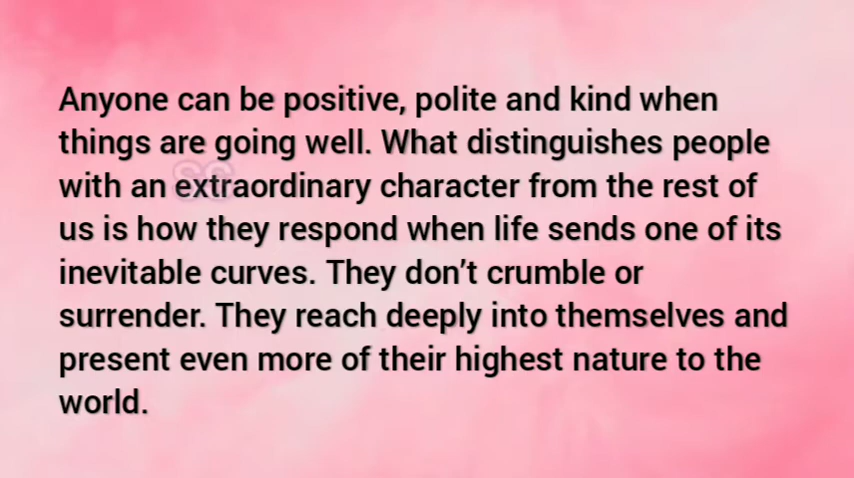 Anyone can be positive, polite and kind when
things are going well. What distinguishes people
with an extraordinary character from the rest of
us is how they respond when life sends one of its
inevitable curves. They don’t crumble or
surrender. They reach deeply into themselves and
present even more of their highest nature to the
world.